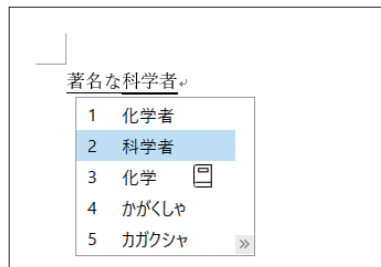 著名な科学者↵
1 化学者
2 科学者
3 化学
4 かがくしゃ
5 カガクシャ »